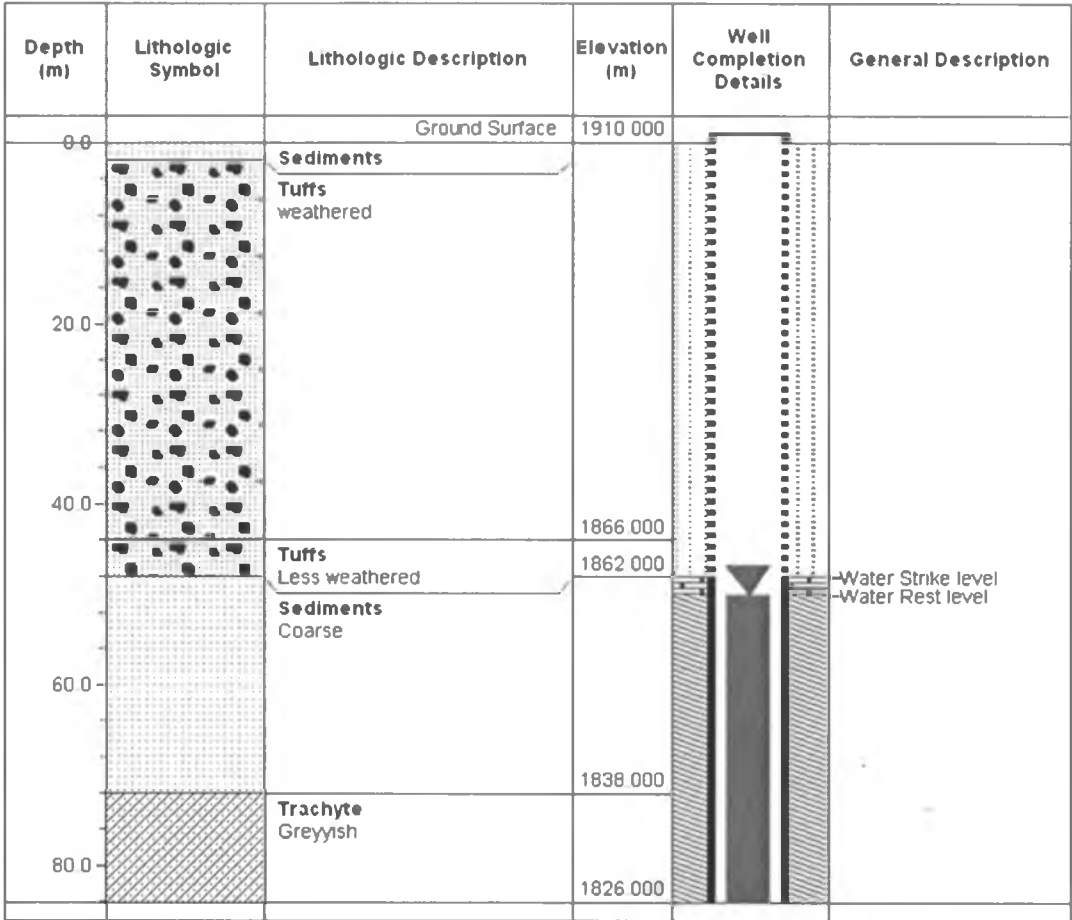 Depth (m)
Lithologic Symbol
Lithologic Description
Elevation (m)
Well Completion Details
General Description
Ground Surface
1910 000
0.0
Sediments
Tuffs
weathered
20.0
40.0
1866 000
Tuffs
Less weathered
1862 000
Water Strike level
Water Rest level
Sediments
Coarse
60.0
1838 000
Trachyte
Greyyish
80.0
1826 000